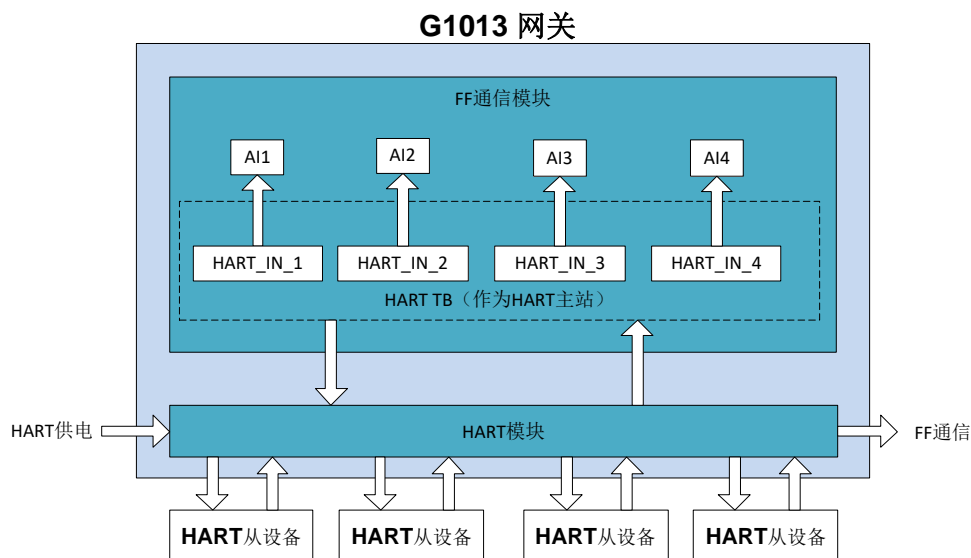 G1013 网关
FF通信模块
AI1
AI2
AI3
AI4
HART_IN_1
HART_IN_2
HART_IN_3
HART_IN_4
HART TB（作为HART主站）
HART供电
HART模块
FF通信
HART从设备
HART从设备
HART从设备
HART从设备